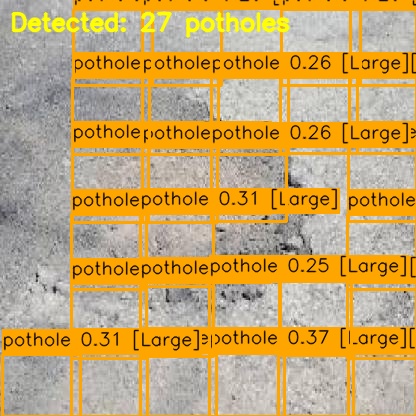 Detected: 27 potholes
pothole pothole pothole 0.26 [Large][
pothole pothole pothole 0.26 [Large]
pothole pothole 0.31 [Large] pothole
pothole pothole pothole 0.25 [Large][
pothole 0.31 [Large] pothole 0.37 [Large][